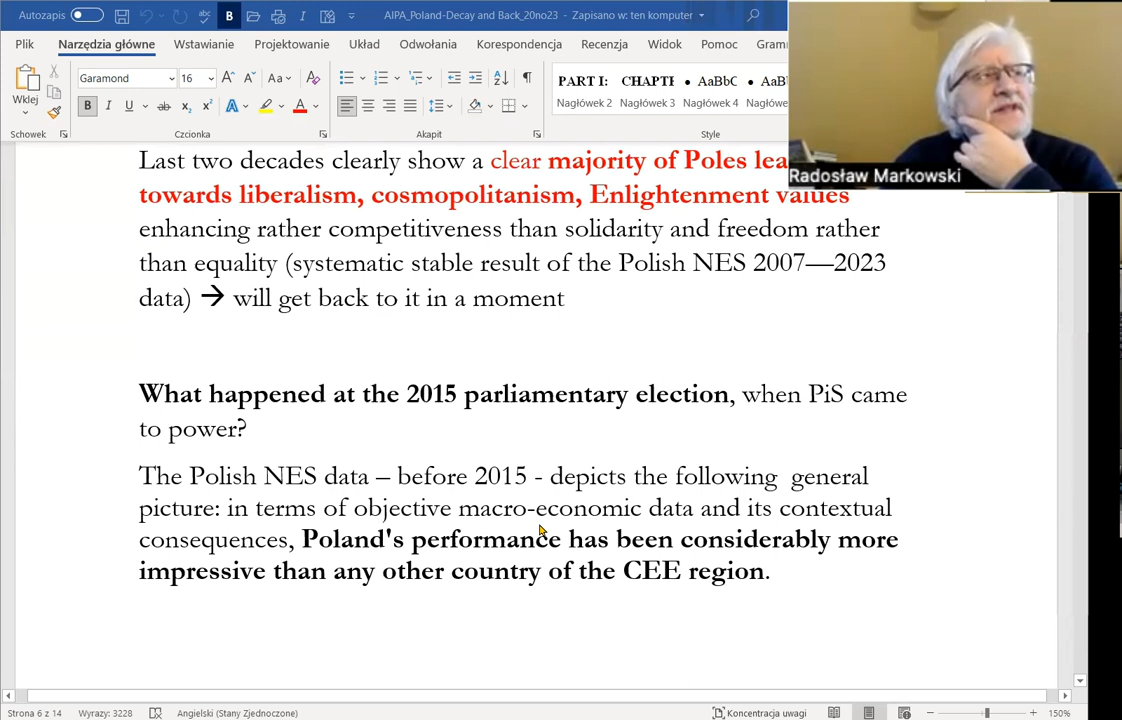 Autozapis
B
AIPA_Poland-Decay and Back_20no23 - Zapisano w: ten komputer
Plik Narzędzia główne Wstawianie Projektowanie Układ Odwołania Korespondencja Recenzja Widok Pomoc
Wklej
Schowek
Garamond 16 A A Aa A
B I U ab x2 x2 A A
Czcionka
Akapit
PART I: AaBbC
Nagłówek 2 Nagłówek 3 Nagłówek 4
Style
Radosław Markowski
Last two decades clearly show a clear majority of Poles
towards liberalism, cosmopolitanism, Enlightenment values
enhancing rather competitiveness than solidarity and freedom rather
than equality (systematic stable result of the Polish NES 2007—2023
data) → will get back to it in a moment
What happened at the 2015 parliamentary election, when PiS came
to power?
The Polish NES data – before 2015 - depicts the following general
picture: in terms of objective macro-economic data and its contextual
consequences, Poland's performance has been considerably more
impressive than any other country of the CEE region.
Strona 6 z 14 Wyrazy: 3228 Angielski (Stany Zjednoczone) Koncentracja uwagi 150%